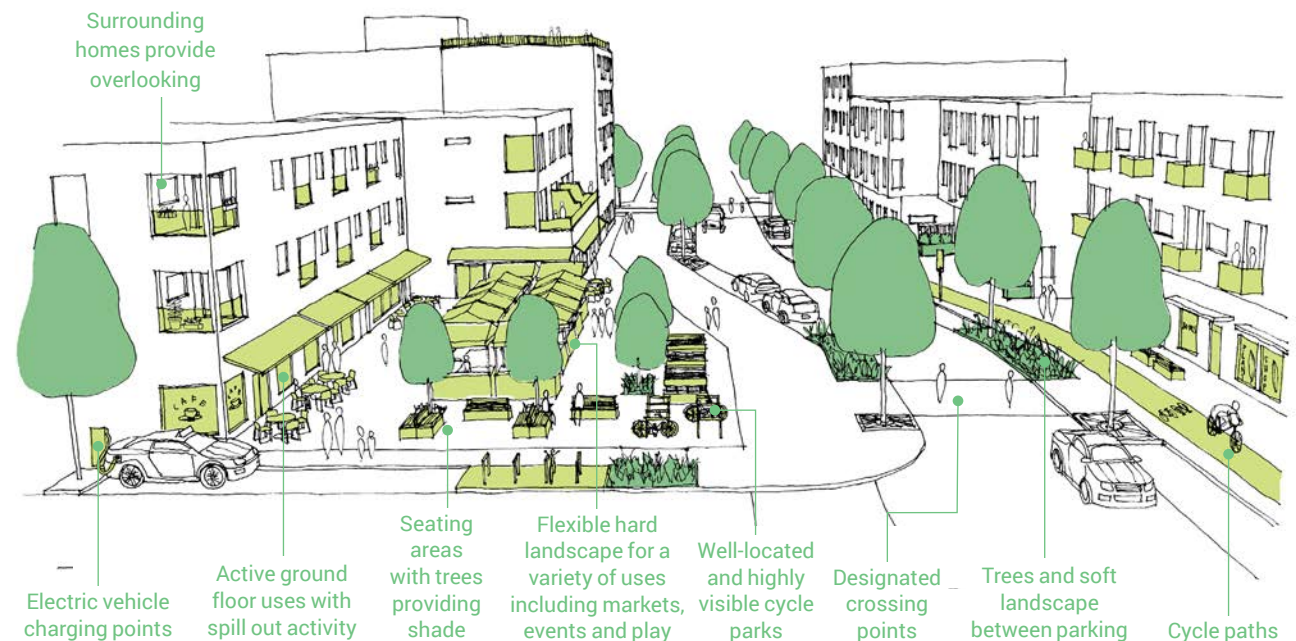 Surrounding
homes provide
overlooking
CAFE
Electric vehicle
charging points
Active ground
floor uses with
spill out activity
Seating
areas
with trees
providing
shade
Flexible hard
landscape for a
variety of uses
including markets,
events and play
Well-located
and highly
visible cycle
parks
Designated
crossing
points
Trees and soft
landscape
between parking
Cycle paths